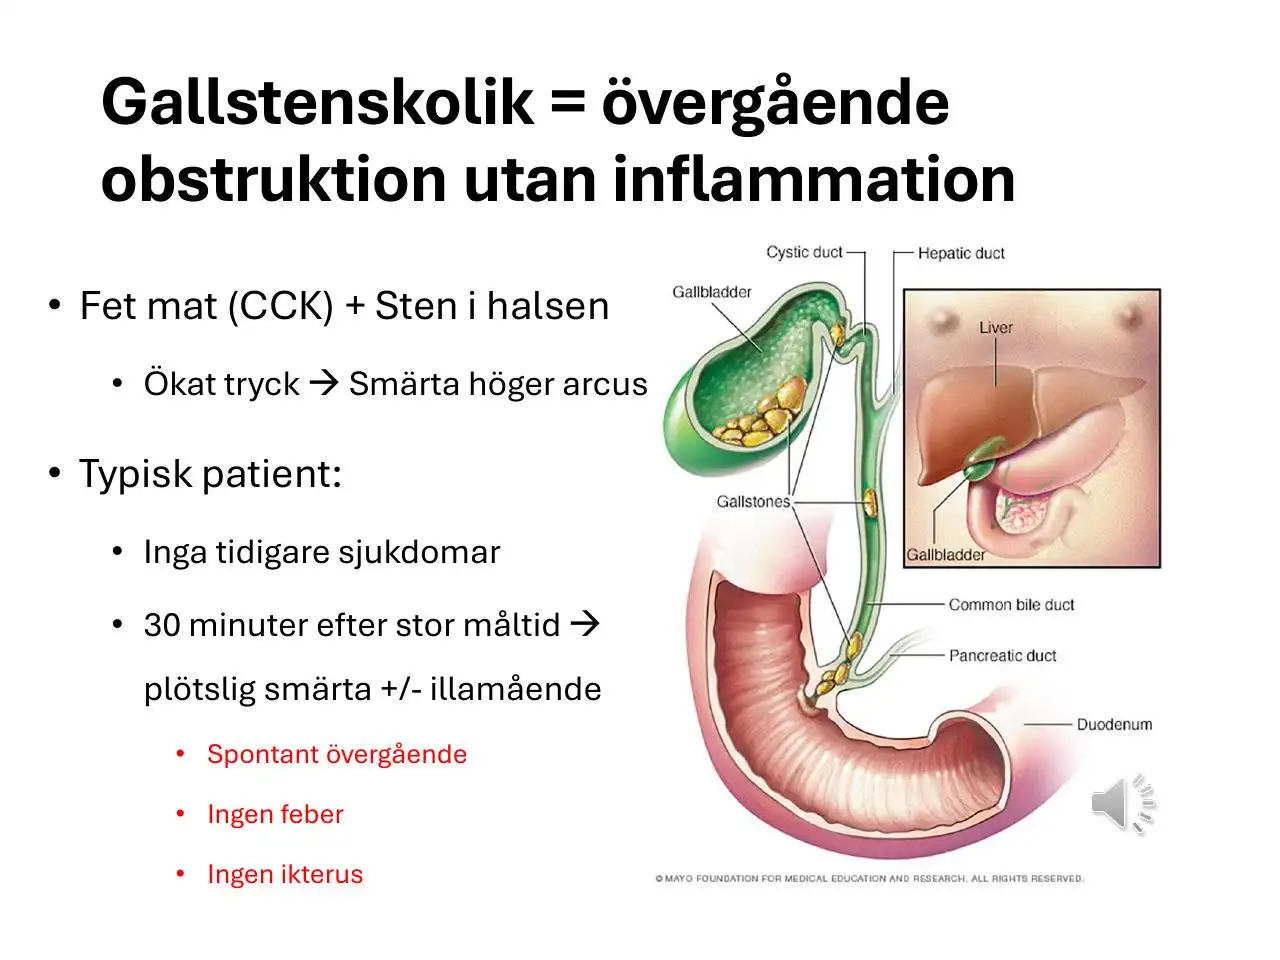 Gallstenskolik = övergående
obstruktion utan inflammation
• Fet mat (CCK) + Sten i halsen
• Ökat tryck → Smärta höger arcus
• Typisk patient:
• Inga tidigare sjukdomar
• 30 minuter efter stor måltid →
plötslig smärta +/- illamående
• Spontant övergående
• Ingen feber
• Ingen ikterus
Cystic duct
Hepatic duct
Gallbladder
Liver
Gallstones
Gallbladder
Common bile duct
Pancreatic duct
Duodenum
© MAYO FOUNDATION FOR MEDICAL EDUCATION AND RESEARCH. ALL RIGHTS RESERVED.